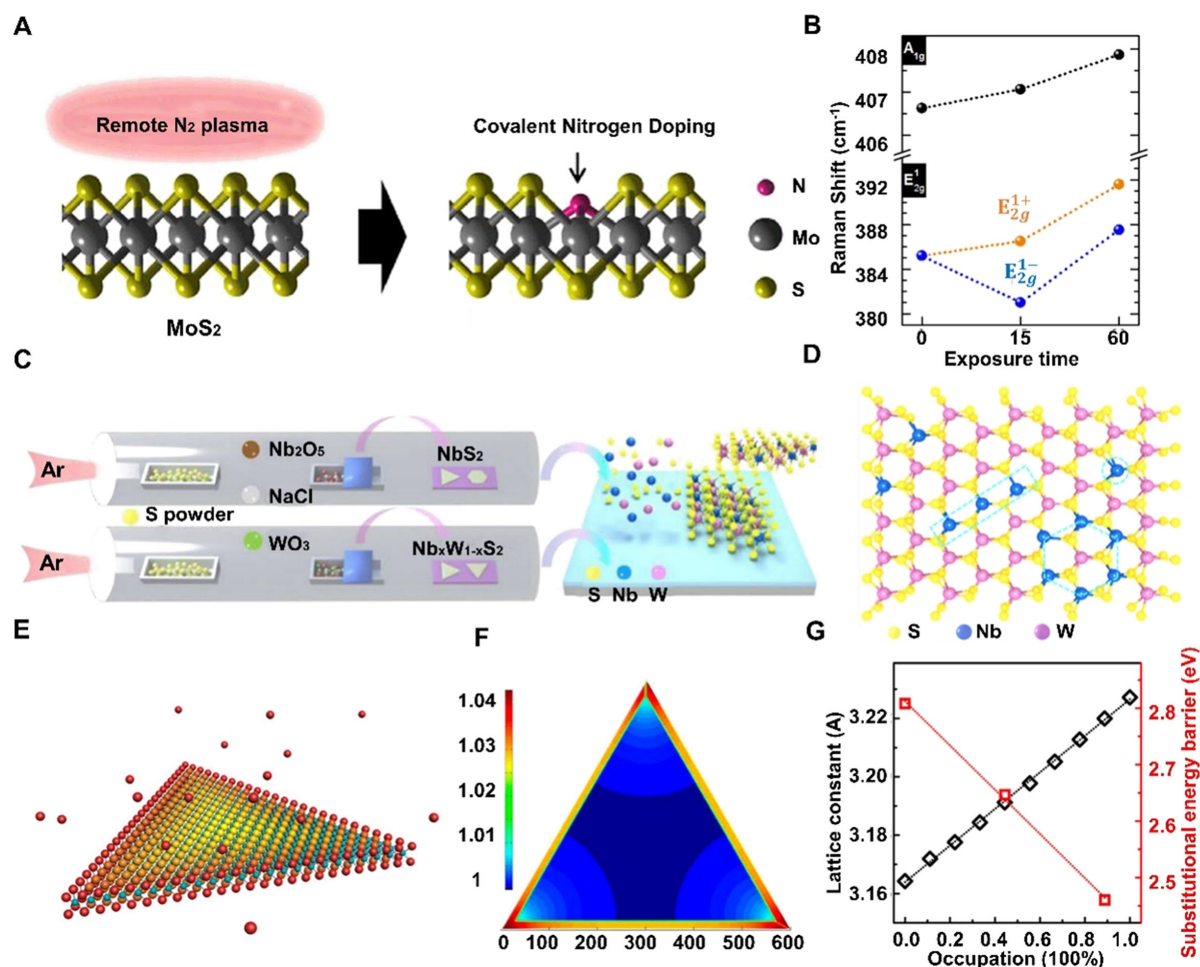 A
Remote N₂ plasma
Covalent Nitrogen Doping
N
Mo
S
MoS₂
B
A₁g
408
407
406
Raman Shift (cm⁻¹)
E¹₂g
392
388
384
380
E¹⁺₂g
E¹⁻₂g
0 15 60
Exposure time
C
Ar
Nb₂O₅
NbS₂
NaCl
S powder
Ar
WO₃
NbₓW₁₋ₓS₂
S Nb W
D
S Nb W
E
F
1.04
1.03
1.02
1.01
1
0 100 200 300 400 500 600
G
Lattice constant (A)
3.22
3.20
3.18
3.16
2.8
2.7
2.6
2.5
Substitutional energy barrier (eV)
0.0 0.2 0.4 0.6 0.8 1.0
Occupation (100%)